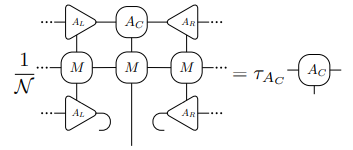 A_L A_C A_R
1/𝒩 M M M = τ_{A_C} A_C
A_L A_R